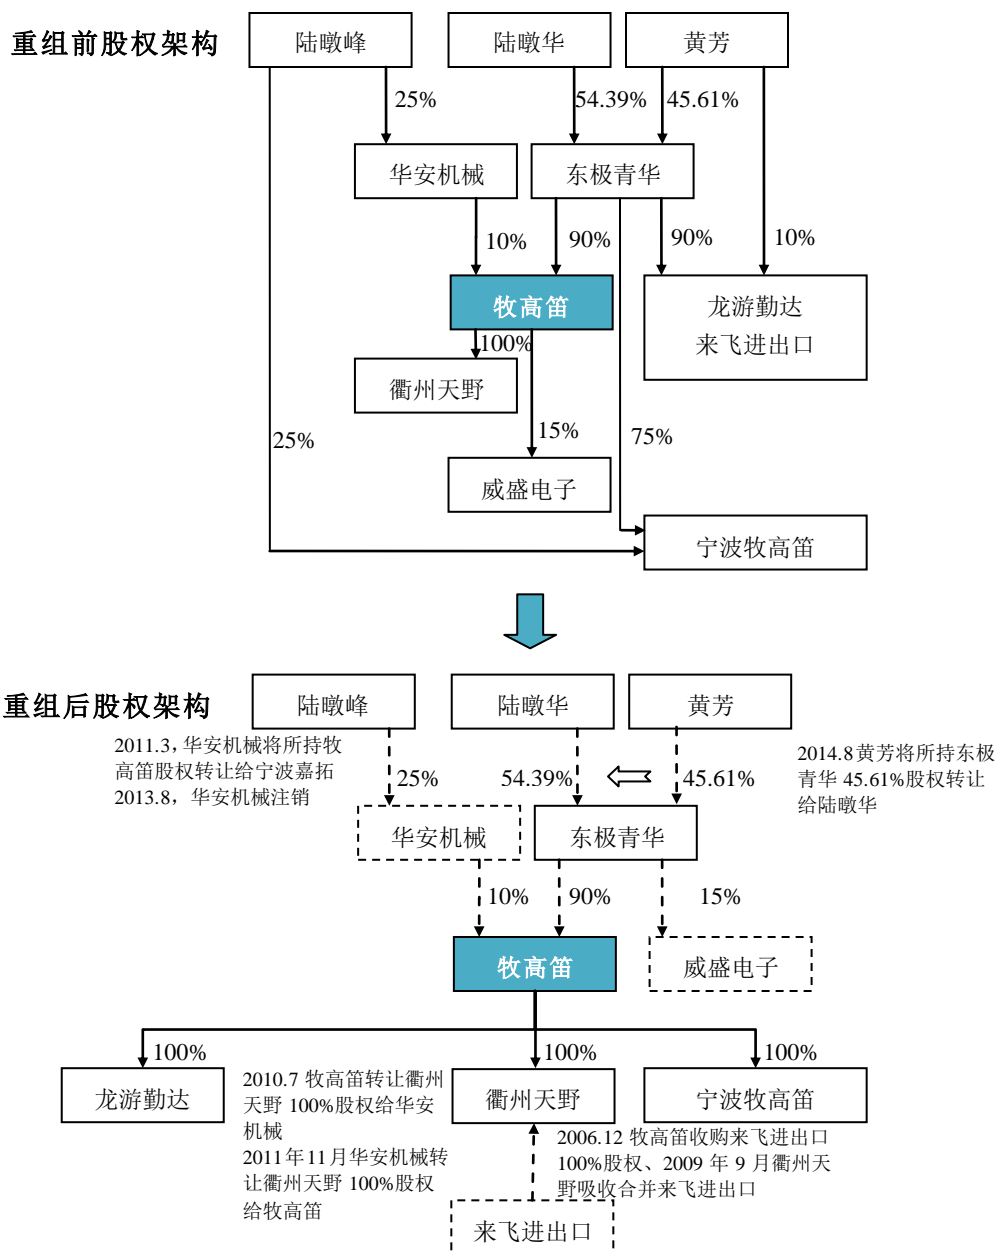 重组前股权架构
陆暾峰
陆暾华
黄芳
25%
54.39%
45.61%
华安机械
东极青华
10%
90%
90%
10%
牧高笛
龙游勤达
来飞进出口
100%
衢州天野
25%
15%
75%
威盛电子
宁波牧高笛
重组后股权架构
陆暾峰
陆暾华
黄芳
2011.3，华安机械将所持牧
高笛股权转让给宁波嘉拓
2013.8，华安机械注销
25%
54.39%
45.61%
2014.8黄芳将所持东极
青华 45.61%股权转让
给陆暾华
华安机械
东极青华
10%
90%
15%
牧高笛
威盛电子
100%
100%
100%
龙游勤达
2010.7 牧高笛转让衢州
天野 100%股权给华安
机械
2011年11月华安机械转
让衢州天野 100%股权
给牧高笛
衢州天野
宁波牧高笛
2006.12 牧高笛收购来飞进出口
100%股权、2009 年 9 月衢州天
野吸收合并来飞进出口
来飞进出口